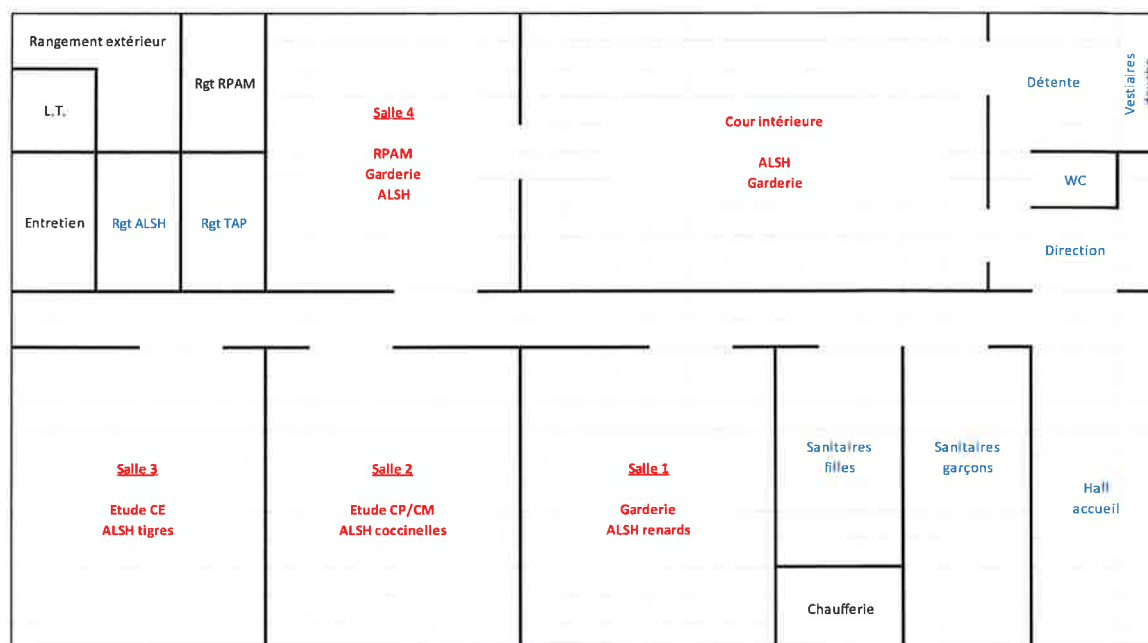 Rangement extérieur
L.T.
Rgt RPAM
Entretien
Rgt ALSH
Rgt TAP
Salle 4
RPAM
Garderie
ALSH
Cour intérieure
ALSH
Garderie
Détente
Vestiaires
WC
Direction
Salle 3
Etude CE
ALSH tigres
Salle 2
Etude CP/CM
ALSH coccinelles
Salle 1
Garderie
ALSH renards
Sanitaires
filles
Sanitaires
garçons
Hall
accueil
Chaufferie